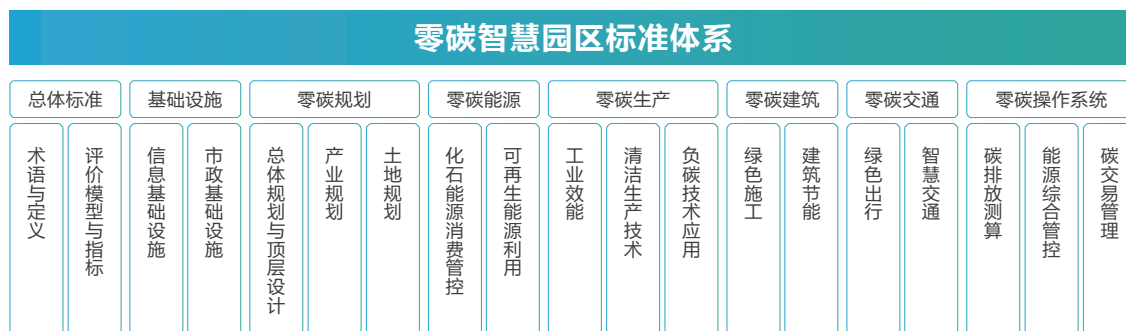 零碳智慧园区标准体系
总体标准
基础设施
零碳规划
零碳能源
零碳生产
零碳建筑
零碳交通
零碳操作系统
术语与定义
评价模型与指标
信息基础设施
市政基础设施
总体规划与顶层设计
产业规划
土地规划
化石能源消费管控
可再生能源利用
工业效能
清洁生产技术
负碳技术应用
绿色施工
建筑节能
绿色出行
智慧交通
碳排放测算
能源综合管控
碳交易管理